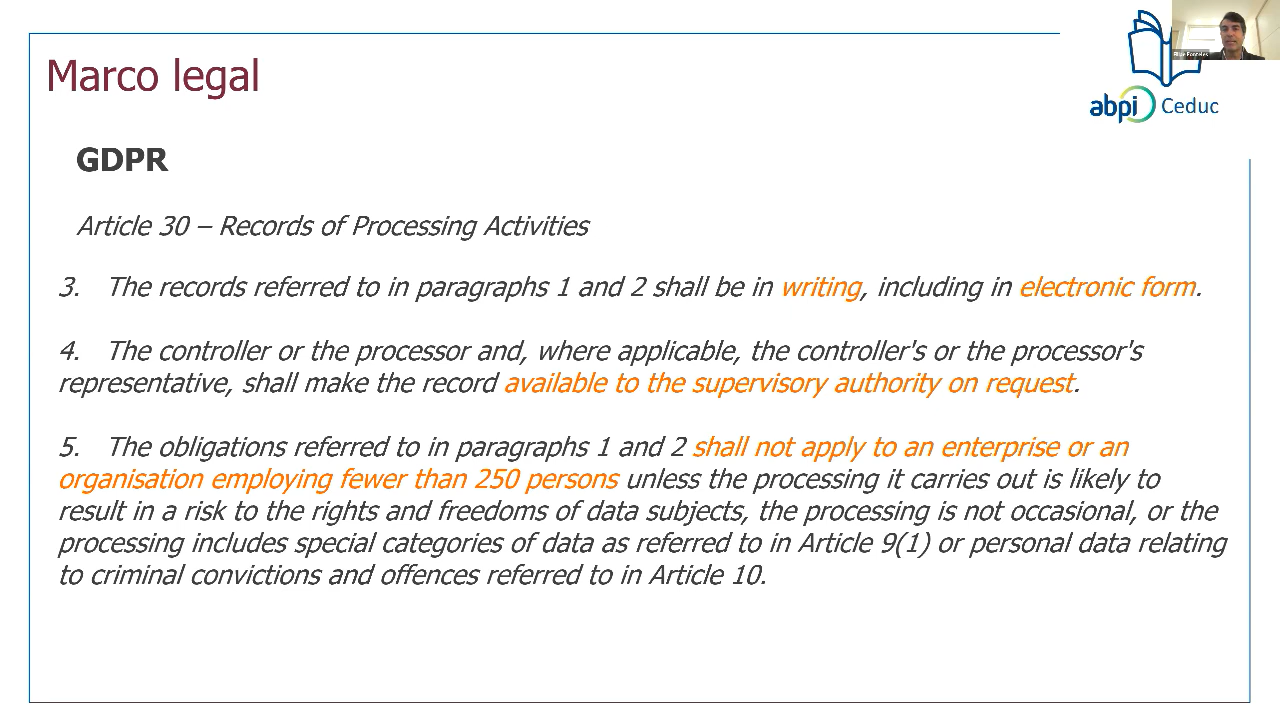 Marco legal
abpi Ceduc
GDPR
Article 30 – Records of Processing Activities
3. The records referred to in paragraphs 1 and 2 shall be in writing, including in electronic form.
4. The controller or the processor and, where applicable, the controller's or the processor's
representative, shall make the record available to the supervisory authority on request.
5. The obligations referred to in paragraphs 1 and 2 shall not apply to an enterprise or an
organisation employing fewer than 250 persons unless the processing it carries out is likely to
result in a risk to the rights and freedoms of data subjects, the processing is not occasional, or the
processing includes special categories of data as referred to in Article 9(1) or personal data relating
to criminal convictions and offences referred to in Article 10.